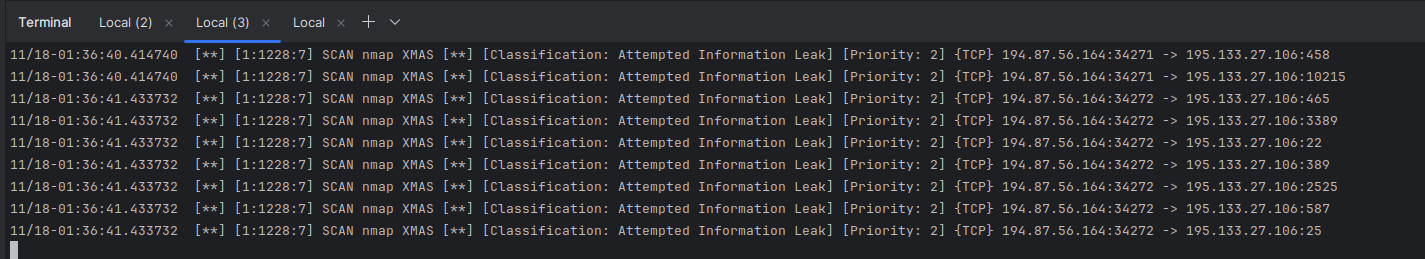 Terminal Local (2) × Local (3) × Local ×
11/18-01:36:40.414740 [**] [1:1228:7] SCAN nmap XMAS [**] [Classification: Attempted Information Leak] [Priority: 2] {TCP} 194.87.56.164:34271 -> 195.133.27.106:458
11/18-01:36:40.414740 [**] [1:1228:7] SCAN nmap XMAS [**] [Classification: Attempted Information Leak] [Priority: 2] {TCP} 194.87.56.164:34271 -> 195.133.27.106:10215
11/18-01:36:41.433732 [**] [1:1228:7] SCAN nmap XMAS [**] [Classification: Attempted Information Leak] [Priority: 2] {TCP} 194.87.56.164:34272 -> 195.133.27.106:465
11/18-01:36:41.433732 [**] [1:1228:7] SCAN nmap XMAS [**] [Classification: Attempted Information Leak] [Priority: 2] {TCP} 194.87.56.164:34272 -> 195.133.27.106:3389
11/18-01:36:41.433732 [**] [1:1228:7] SCAN nmap XMAS [**] [Classification: Attempted Information Leak] [Priority: 2] {TCP} 194.87.56.164:34272 -> 195.133.27.106:22
11/18-01:36:41.433732 [**] [1:1228:7] SCAN nmap XMAS [**] [Classification: Attempted Information Leak] [Priority: 2] {TCP} 194.87.56.164:34272 -> 195.133.27.106:389
11/18-01:36:41.433732 [**] [1:1228:7] SCAN nmap XMAS [**] [Classification: Attempted Information Leak] [Priority: 2] {TCP} 194.87.56.164:34272 -> 195.133.27.106:2525
11/18-01:36:41.433732 [**] [1:1228:7] SCAN nmap XMAS [**] [Classification: Attempted Information Leak] [Priority: 2] {TCP} 194.87.56.164:34272 -> 195.133.27.106:587
11/18-01:36:41.433732 [**] [1:1228:7] SCAN nmap XMAS [**] [Classification: Attempted Information Leak] [Priority: 2] {TCP} 194.87.56.164:34272 -> 195.133.27.106:25